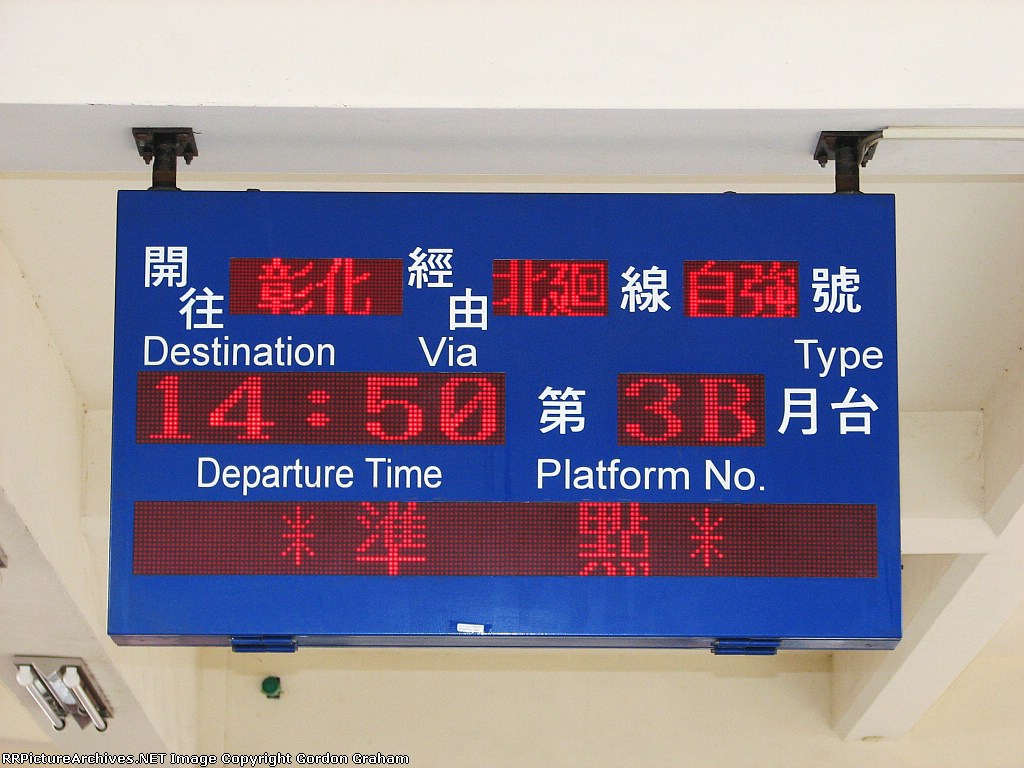 開往 彰化 經由 北廻 線 自強 號
Destination Via Type
14:50 第 3B 月台
Departure Time Platform No.
* 準 點 *
RRPictureArchives.NET Image Copyright Gordon Graham